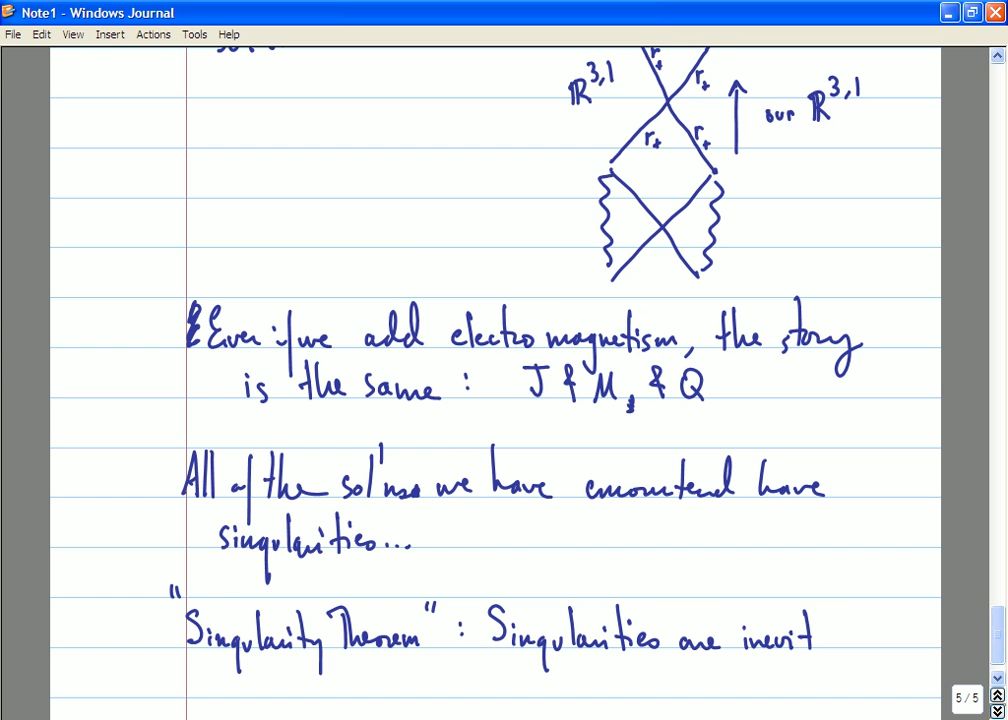 Note1 - Windows Journal
File Edit View Insert Actions Tools Help
r+ r+
ℝ^3,1
our ℝ^3,1
r+ r+
Even if we add electromagnetism, the story
is the same : J & M, & Q
All of the sol'ns we have encountered have
singularities...
"Singularity Theorem" : Singularities are inevit
5/5